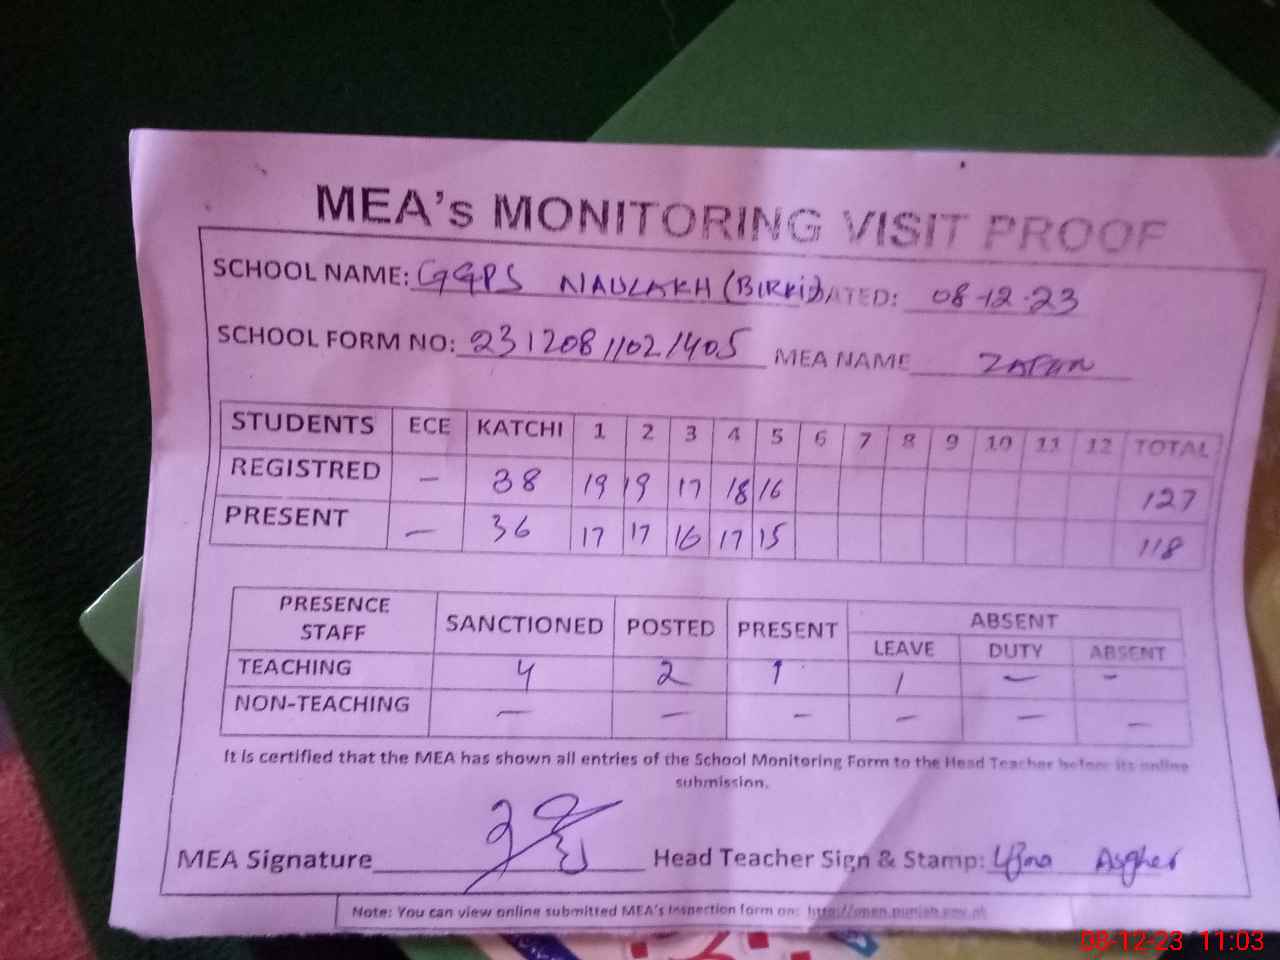 MEA's MONITORING VISIT PROOF
SCHOOL NAME: GGPS NAULAKH (BIRKI) DATED: 08-12-23
SCHOOL FORM NO: 231208 11021405 MEA NAME ZAFAR
STUDENTS ECE KATCHI 1 2 3 4 5 6 7 8 9 10 11 12 TOTAL
REGISTRED — 38 19 19 17 18 16 127
PRESENT — 36 17 17 16 17 15 118
PRESENCE STAFF SANCTIONED POSTED PRESENT ABSENT
LEAVE DUTY ABSENT
TEACHING 4 2 1 1 — -
NON-TEACHING — — — — — —
It is certified that the MEA has shown all entries of the School Monitoring Form to the Head Teacher before its online
submission.
MEA Signature Head Teacher Sign & Stamp: Asgher
Note: You can view online submitted MEA's Inspection form on:
08-12-23 11:03